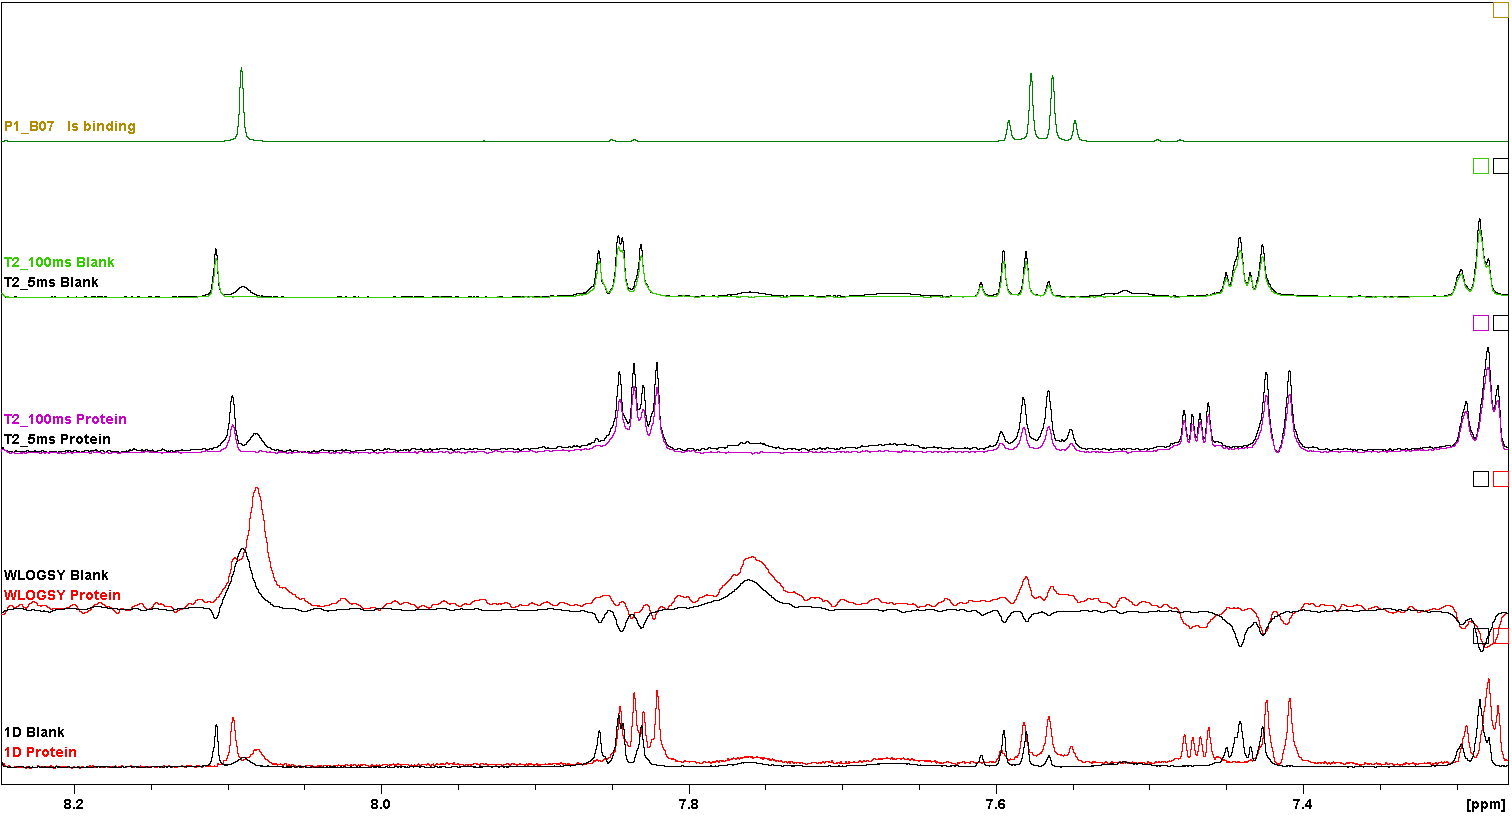 P1_B07 Is binding
T2_100ms Blank
T2_5ms Blank
T2_100ms Protein
T2_5ms Protein
WLOGSY Blank
WLOGSY Protein
1D Blank
1D Protein
8.2 8.0 7.8 7.6 7.4 [ppm]